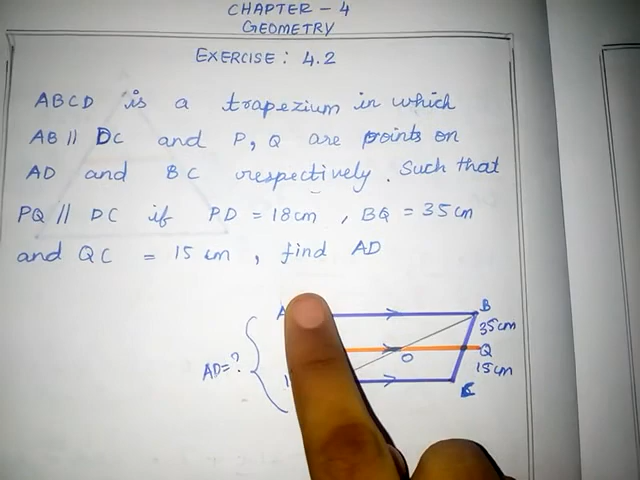 CHAPTER - 4
GEOMETRY
EXERCISE: 4.2
ABCD is a trapezium in which
AB || DC and P, Q are points on
AD and BC respectively. Such that
PQ || DC if PD = 18cm, BQ = 35cm
and QC = 15 cm, find AD
A B
35cm
Q
O
15cm
AD=?